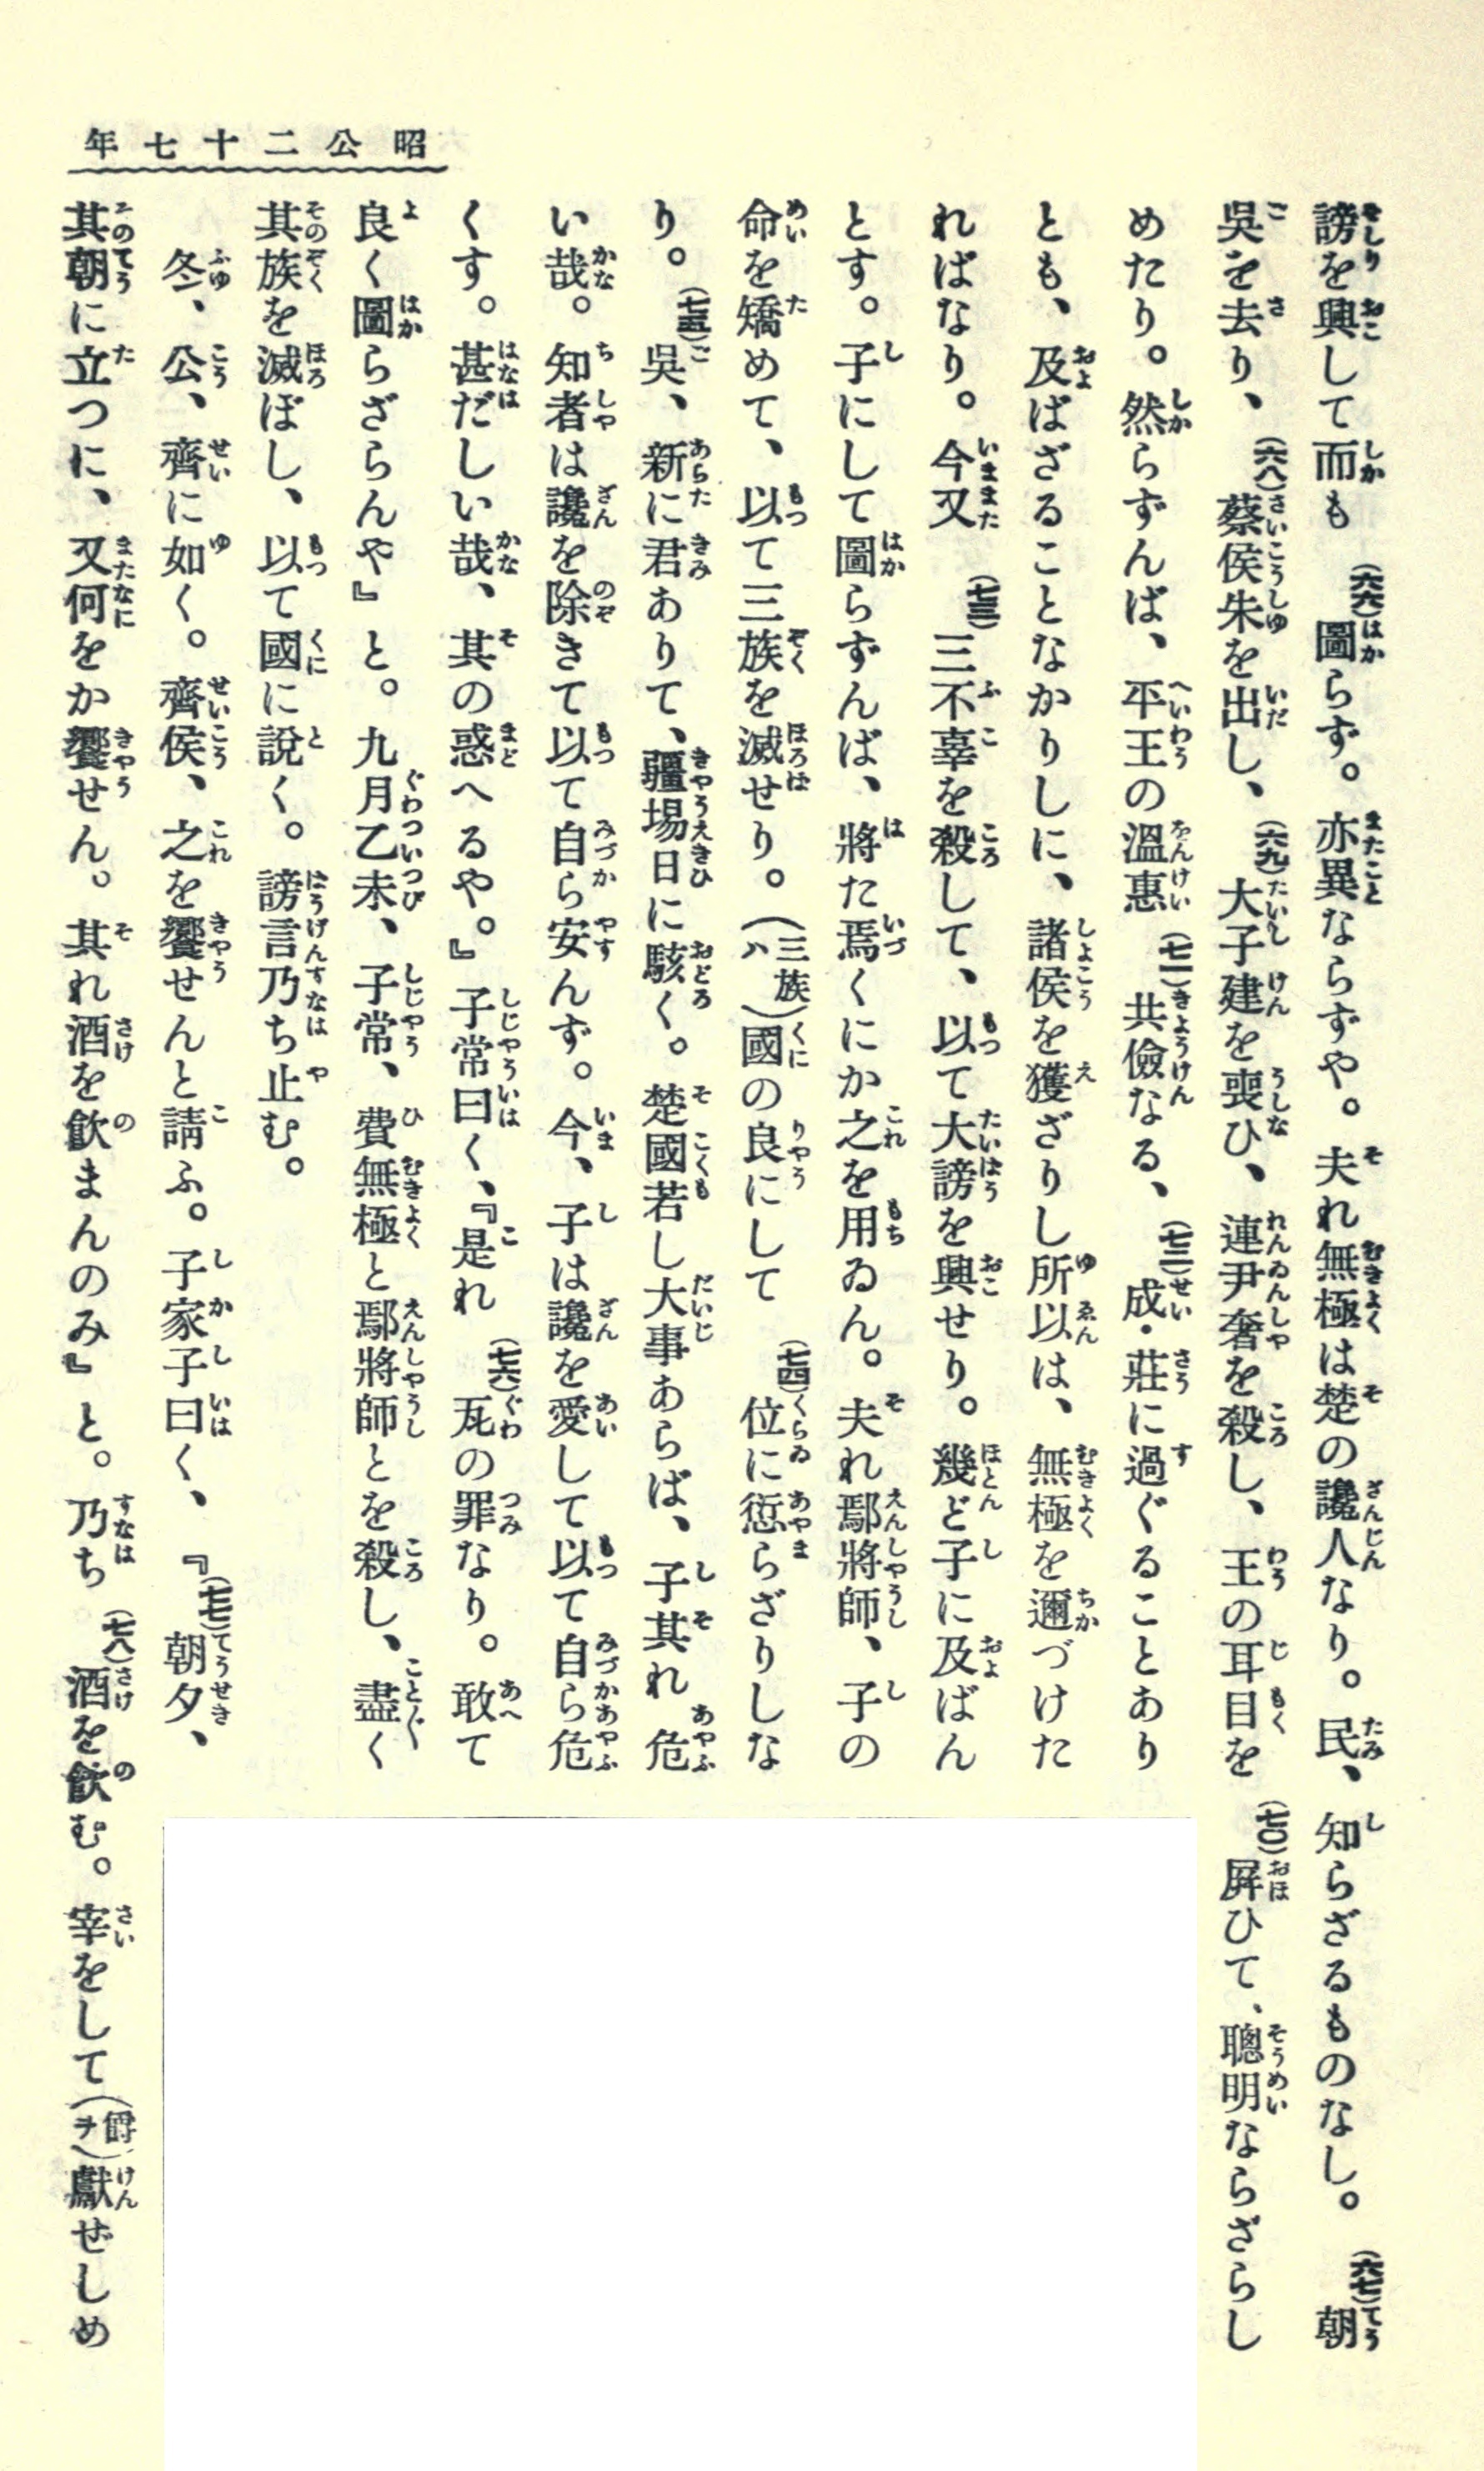 昭公二十七年
謗を興して而も(六六)圖らず。亦異ならずや。夫れ無極は楚の讒人なり。民、知らざるものなし。(六七)朝
吳を去り、(六八)蔡侯朱を出し、(六九)大子建を喪ひ、連尹奢を殺し、王の耳目を(七〇)屛ひて、聰明ならざらし
めたり。然らずんば、平王の溫惠(七一)共儉なる、(七二)成・莊に過ぐることあり
とも、及ばざることなかりしに、諸侯を獲ざりし所以は、無極を邇づけた
ればなり。今又(七三)三不辜を殺して、以て大謗を興せり。幾ど子に及ばん
とす。子にして圖らずんば、將た焉くにか之を用ゐん。夫れ鄢將師、子の
命を矯めて、以て三族を滅せり。(三族ハ)國の良にして(七四)位に愆らざりしな
り。(七五)吳、新に君ありて、疆埸日に駭く。楚國若し大事あらば、子其れ危
い哉。知者は讒を除きて以て自ら安んず。今、子は讒を愛して以て自ら危
くす。甚だしい哉、其の惑へるや。』子常曰く、『是れ(七六)瓦の罪なり。敢て
良く圖らざらんや』と。九月乙未、子常、費無極と鄢將師とを殺し、盡く
其族を滅ぼし、以て國に說く。謗言乃ち止む。
冬、公、齊に如く。齊侯、之を饗せんと請ふ。子家子曰く、『(七七)朝夕、
其朝に立つに、又何をか饗せん。其れ酒を飮まんのみ』と。乃ち(七八)酒を飮む。宰をして(爵ヲ)獻ぜしめ